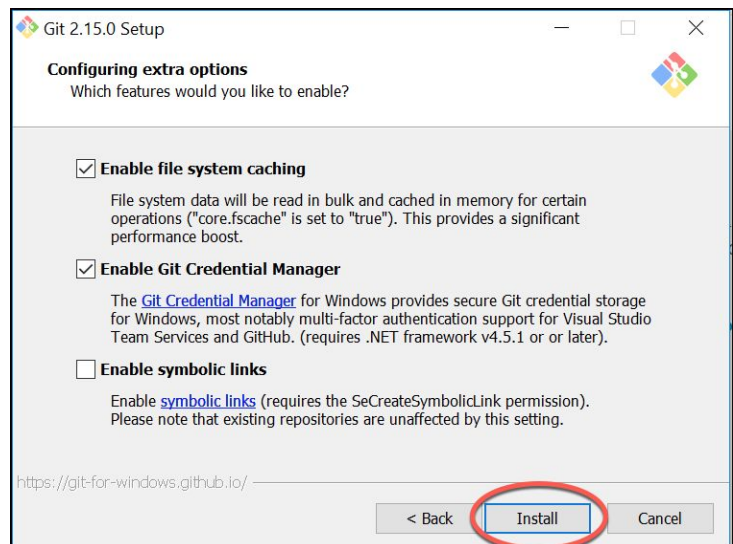 Git 2.15.0 Setup
Configuring extra options
Which features would you like to enable?
Enable file system caching
File system data will be read in bulk and cached in memory for certain
operations ("core.fscache" is set to "true"). This provides a significant
performance boost.
Enable Git Credential Manager
The Git Credential Manager for Windows provides secure Git credential storage
for Windows, most notably multi-factor authentication support for Visual Studio
Team Services and GitHub. (requires .NET framework v4.5.1 or or later).
Enable symbolic links
Enable symbolic links (requires the SeCreateSymbolicLink permission).
Please note that existing repositories are unaffected by this setting.
https://git-for-windows.github.io/
< Back Install Cancel